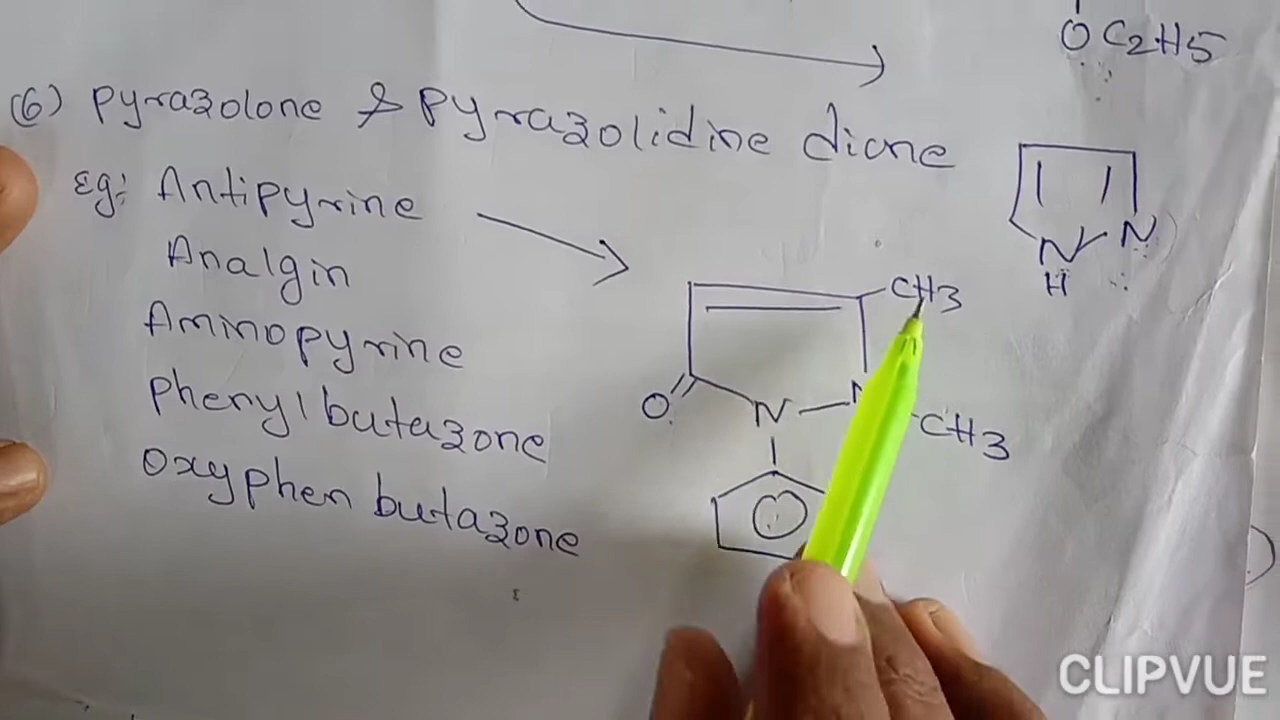 OC2H5
(6) Pyrazolone & Pyrazolidine dione
Eg: Antipyrine
Analgin
Aminopyrine
Phenylbutazone
Oxyphen butazone
N N
H
CH3
O N N
CH3
CLIPVUE